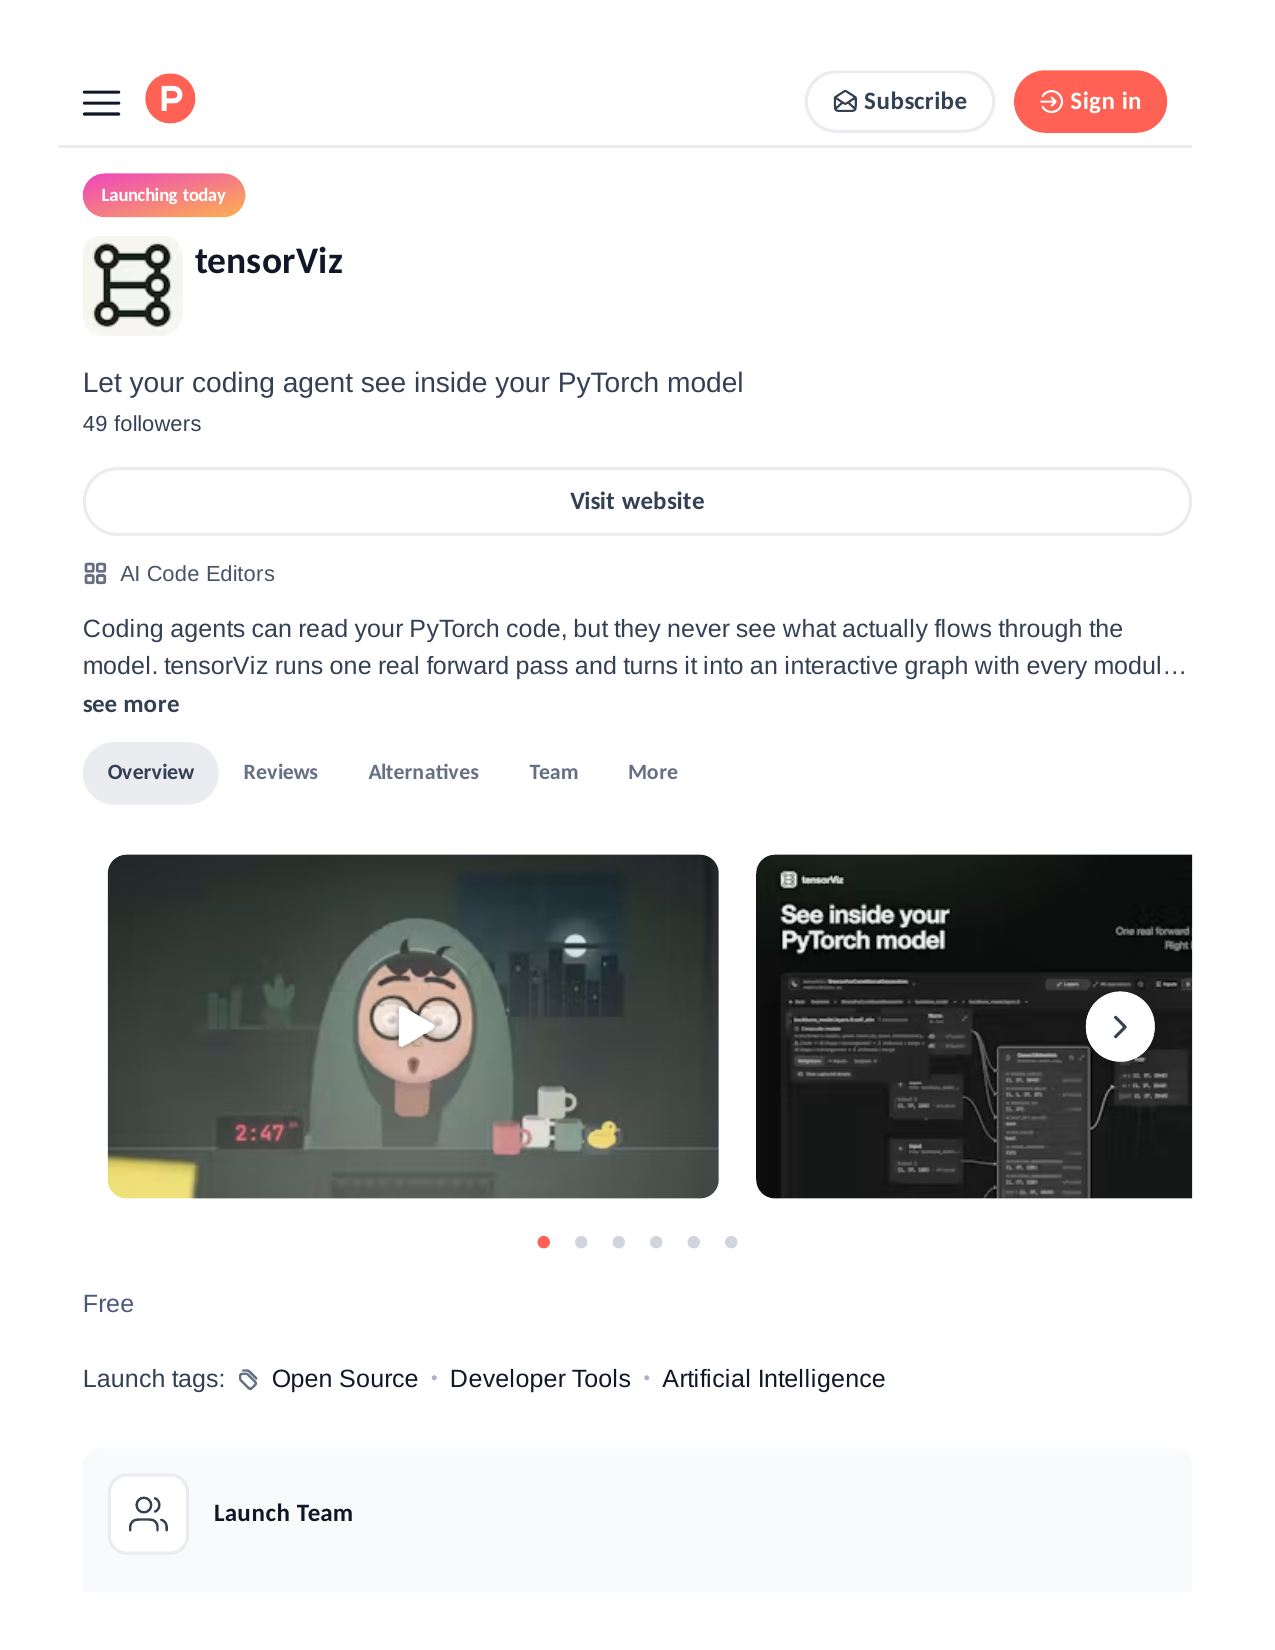 P
Subscribe
Sign in
Launching today
tensorViz
Let your coding agent see inside your PyTorch model
49 followers
Visit website
AI Code Editors
Coding agents can read your PyTorch code, but they never see what actually flows through the
model. tensorViz runs one real forward pass and turns it into an interactive graph with every modul…
see more
Overview
Reviews
Alternatives
Team
More
2:47
tensorViz
See inside your
PyTorch model
One real forward
Right
Free
Launch tags: Open Source • Developer Tools • Artificial Intelligence
Launch Team